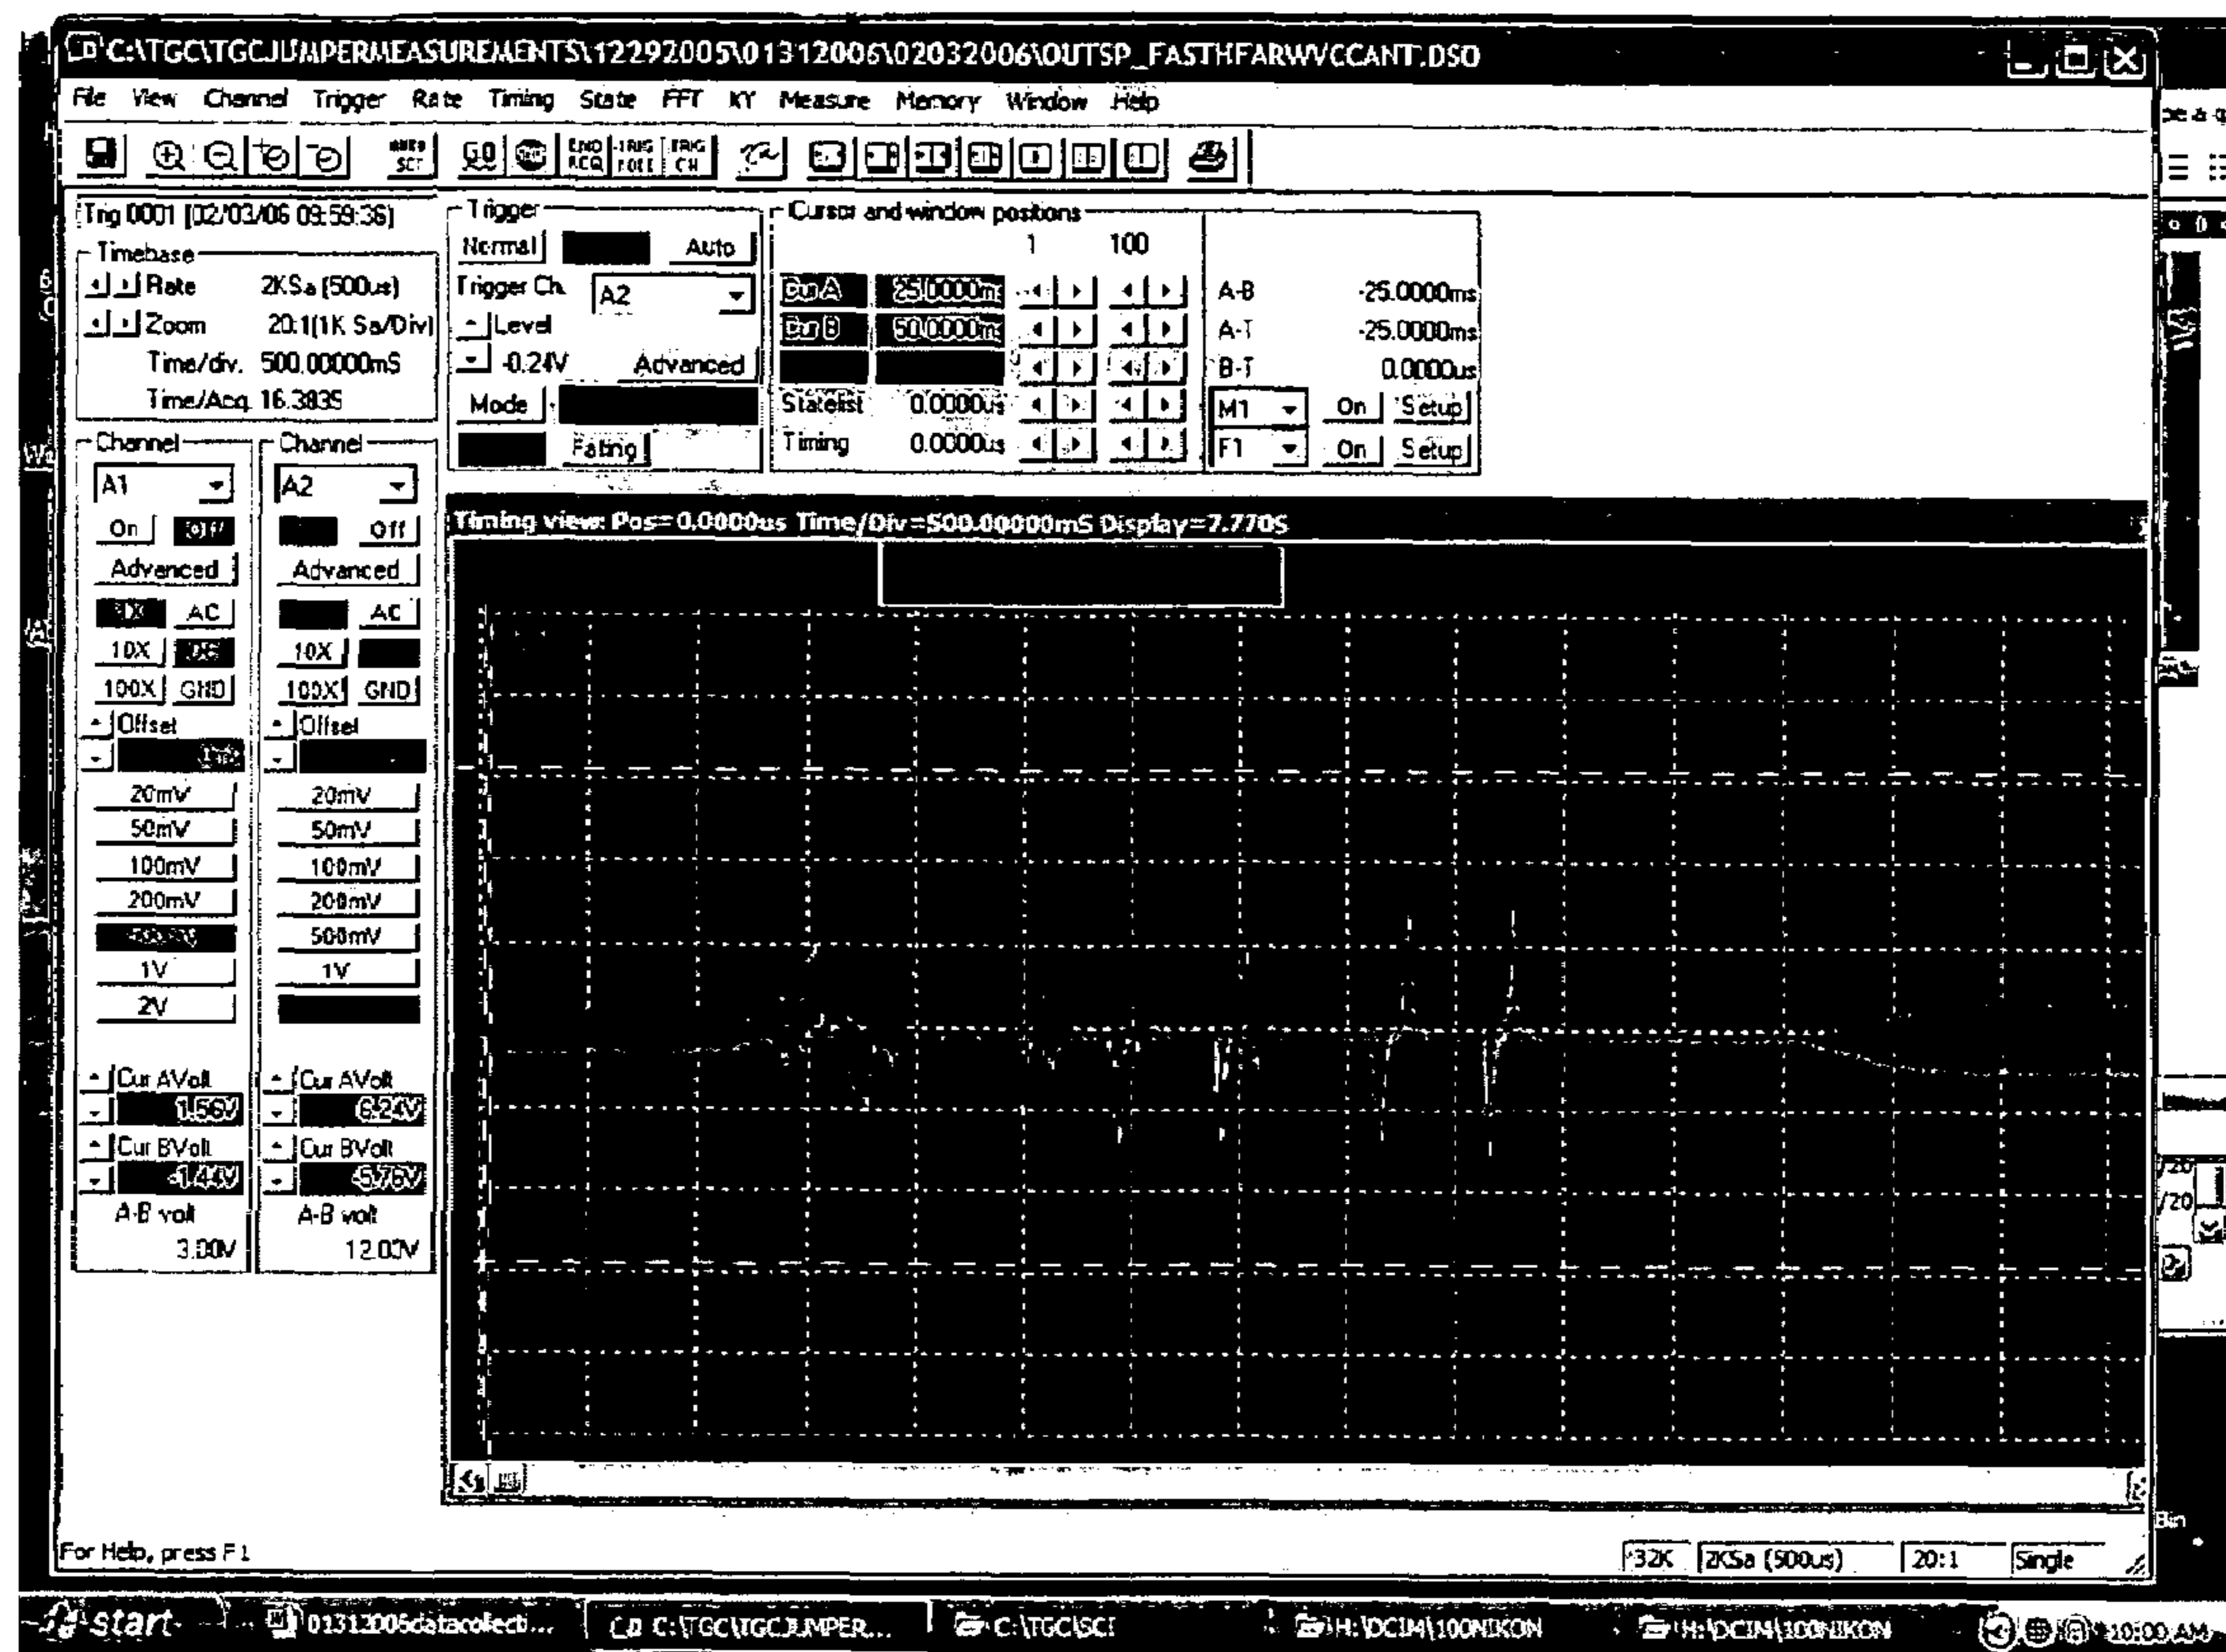 C:\TGC\TGCJUMPERMEASUREMENTS\12292005\01312006\02032006\OUTSP_FASTHFARWVCCANT.DSO
File View Channel Trigger Rate Timing State FFT XY Measure Memory Window Help
GO END ACQ TRIG CH
Trig 0001 [02/03/06 09:59:36]
Timebase
Rate 2KSa (500us)
Zoom 20:1(1K Sa/Div)
Time/div. 500.00000mS
Time/Acq. 16.383S
Trigger
Normal Auto
Trigger Ch. A2
Level
-0.24V Advanced
Mode
Cursor and window positions
1 100
Cur A 25.0000ms
Cur B 50.0000ms
Statelist 0.0000us
Timing 0.0000us
A-B -25.0000ms
A-T -25.0000ms
B-T 0.0000us
M1 On Setup
F1 On Setup
Channel
A1
On Off
Advanced
AC
10X
100X GND
Offset
20mV
50mV
100mV
200mV
1V
2V
Cur AVolt
1.56V
Cur BVolt
-1.44V
A-B volt
3.00V
Channel
A2
Off
Advanced
AC
10X
100X GND
Offset
20mV
50mV
100mV
200mV
500mV
1V
Cur AVolt
6.24V
Cur BVolt
-5.76V
A-B volt
12.00V
Timing view: Pos=0.0000us Time/Div=500.00000mS Display=7.770S
For Help, press F1
32K 2KSa (500us) 20:1 Single
/20
/20
Bin
start 01312006datacollecti... C:\TGC\TGCJUMPER... C:\TGC\SCI H:\DCIM\100NIKON H:\DCIM\100NIKON 10:00 AM